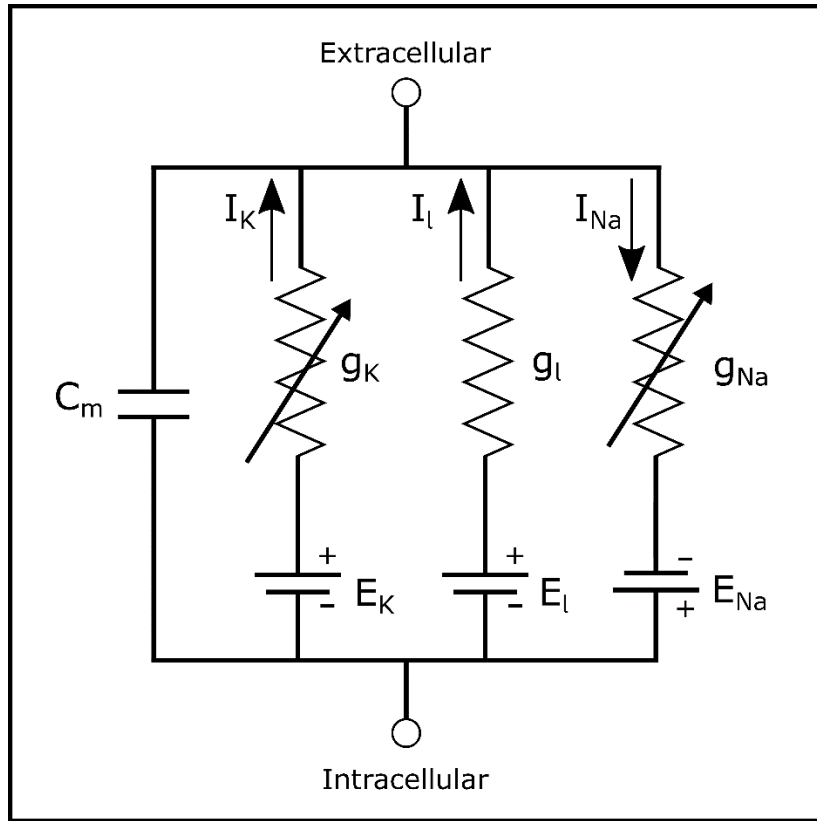 Extracellular
I_K
I_l
I_Na
C_m
g_K
g_l
g_Na
+
-
E_K
+
-
E_l
-
+
E_Na
Intracellular